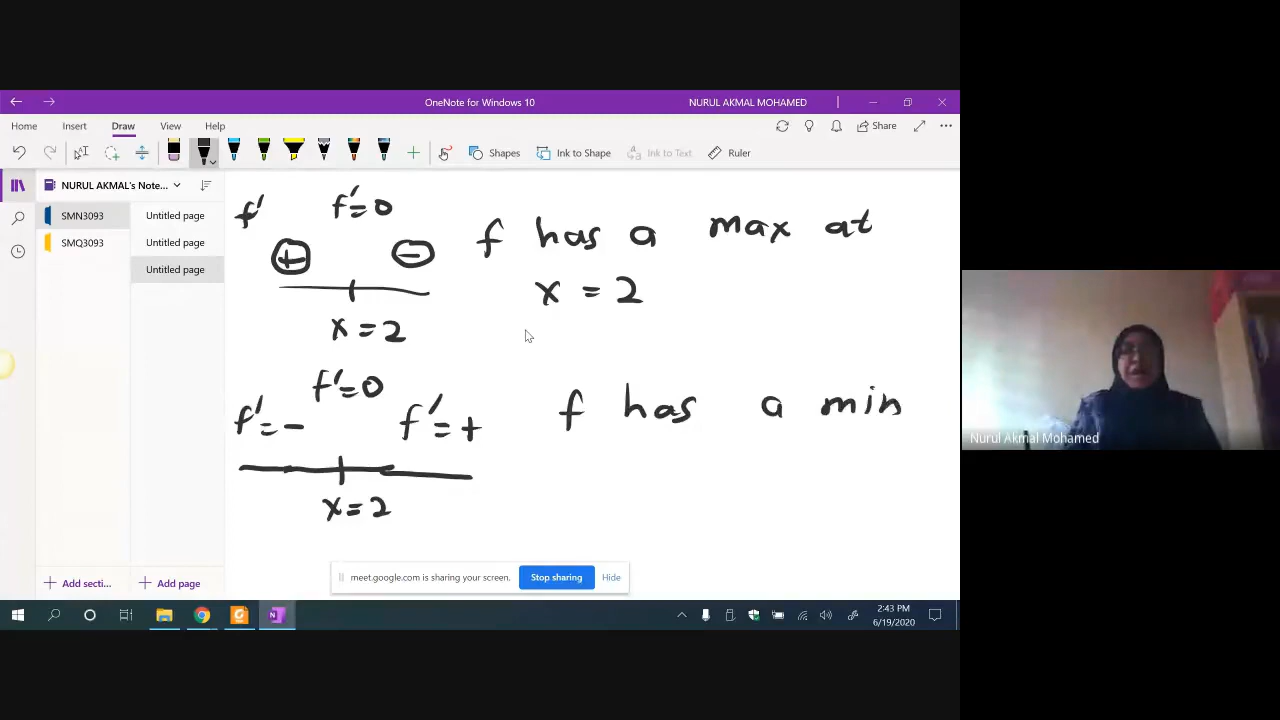 OneNote for Windows 10
NURUL AKMAL MOHAMED
Home Insert Draw View Help
Share
Shapes Ink to Shape Ink to Text Ruler
NURUL AKMAL's Note...
SMN3093
SMQ3093
Untitled page
Untitled page
Untitled page
f' f'=0
+ - f has a max at
x = 2
x = 2
f'=0
f'=- f'=+ f has a min
x = 2
Nurul Akmal Mohamed
meet.google.com is sharing your screen. Stop sharing Hide
+ Add secti... + Add page
2:43 PM
6/19/2020